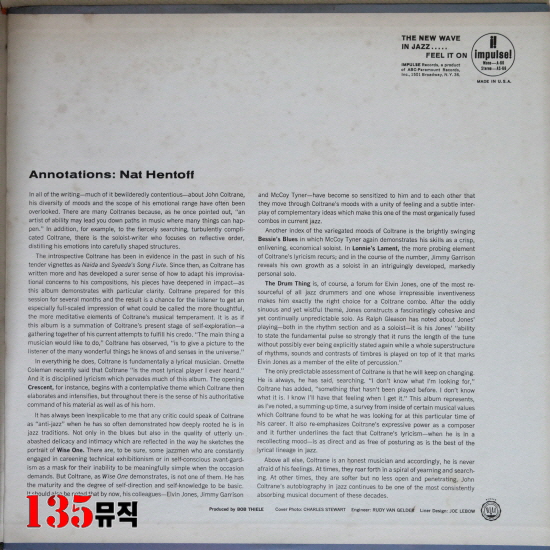 THE NEW WAVE
IN JAZZ.....
FEEL IT ON
impulse!
Mono—A-66
Stereo—AS-66
IMPULSE Records, a product
of ABC-Paramount Records,
Inc., 1501 Broadway, N. Y. 36.
MADE IN U.S.A.
Annotations: Nat Hentoff
In all of the writing—much of it bewilderedly contentious—about John Coltrane,
his diversity of moods and the scope of his emotional range have often been
overlooked. There are many Coltranes because, as he once pointed out, "an
artist of ability may lead you down paths in music where many things can hap-
pen." In addition, for example, to the fiercely searching, turbulently compli-
cated Coltrane, there is the soloist-writer who focuses on reflective order,
distilling his emotions into carefully shaped structures.
The introspective Coltrane has been in evidence in the past in such of his
tender vignettes as Naida and Syeeda's Song Flute. Since then, as Coltrane has
written more and has developed a surer sense of how to adapt his improvisa-
tional concerns to his compositions, his pieces have deepened in impact—as
this album demonstrates with particular clarity. Coltrane prepared for this
session for several months and the result is a chance for the listener to get an
especially full-scaled impression of what could be called the more thoughtful,
the more meditative elements of Coltrane's musical temperament. It is as if
this album is a summation of Coltrane's present stage of self-exploration—a
gathering together of his current attempts to fulfill his credo. "The main thing a
musician would like to do," Coltrane has observed, "is to give a picture to the
listener of the many wonderful things he knows of and senses in the universe."
In everything he does, Coltrane is fundamentally a lyrical musician. Ornette
Coleman recently said that Coltrane "is the most lyrical player I ever heard."
And it is disciplined lyricism which pervades much of this album. The opening
Crescent, for instance, begins with a contemplative theme which Coltrane then
elaborates and intensifies, but throughout there is the sense of his authoritative
command of his material as well as of his horn.
It has always been inexplicable to me that any critic could speak of Coltrane
as "anti-jazz" when he has so often demonstrated how deeply rooted he is in
jazz traditions. Not only in the blues but also in the quality of utterly un-
abashed delicacy and intimacy which are reflected in the way he sketches the
portrait of Wise One. There are, to be sure, some jazzmen who are constantly
engaged in careening technical exhibitionism or in self-conscious avant-gard-
ism as a mask for their inability to be meaningfully simple when the occasion
demands. But Coltrane, as Wise One demonstrates, is not one of them. He has
the maturity and the degree of self-direction and self-knowledge to be basic.
It should also be noted that by now, his colleagues—Elvin Jones, Jimmy Garrison
and McCoy Tyner—have become so sensitized to him and to each other that
they move through Coltrane's moods with a unity of feeling and a subtle inter-
play of complementary ideas which make this one of the most organically fused
combos in current jazz.
Another index of the variegated moods of Coltrane is the brightly swinging
Bessie's Blues in which McCoy Tyner again demonstrates his skills as a crisp,
enlivening, economical soloist. In Lonnie's Lament, the more probing element
of Coltrane's lyricism recurs; and in the course of the number, Jimmy Garrison
reveals his own growth as a soloist in an intriguingly developed, markedly
personal solo.
The Drum Thing is, of course, a forum for Elvin Jones, one of the most re-
sourceful of all jazz drummers and one whose irrepressible inventiveness
makes him exactly the right choice for a Coltrane combo. After the oddly
sinuous and yet wistful theme, Jones constructs a fascinatingly cohesive and
yet continually unpredictable solo. As Ralph Gleason has noted about Jones'
playing—both in the rhythm section and as a soloist—it is his "ability
to state the fundamental pulse so strongly that it runs the length of the tune
without possibly ever being explicitly stated again while a whole superstructure
of rhythms, sounds and contrasts of timbres is played on top of it that marks
Elvin Jones as a member of the elite of percussion."
The only predictable assessment of Coltrane is that he will keep on changing.
He is always, he has said, searching. "I don't know what I'm looking for,"
Coltrane has added, "something that hasn't been played before. I don't know
what it is. I know I'll have that feeling when I get it." This album represents,
as I've noted, a summing-up time, a survey from inside of certain musical values
which Coltrane found to be what he was looking for at this particular time of
his career. It also re-emphasizes Coltrane's expressive power as a composer
and it further underlines the fact that Coltrane's lyricism—when he is in a
recollecting mood—is as direct and as free of posturing as is the best of the
lyrical lineage in jazz.
Above all else, Coltrane is an honest musician and accordingly, he is never
afraid of his feelings. At times, they roar forth in a spiral of yearning and search-
ing. At other times, they are softer but no less open and penetrating. John
Coltrane's autobiography in jazz continues to be one of the most consistently
absorbing musical document of these decades.
Produced by BOB THIELE Cover Photo: CHARLES STEWART Engineer: RUDY VAN GELDER Liner Design: JOE LEBOW
135뮤직